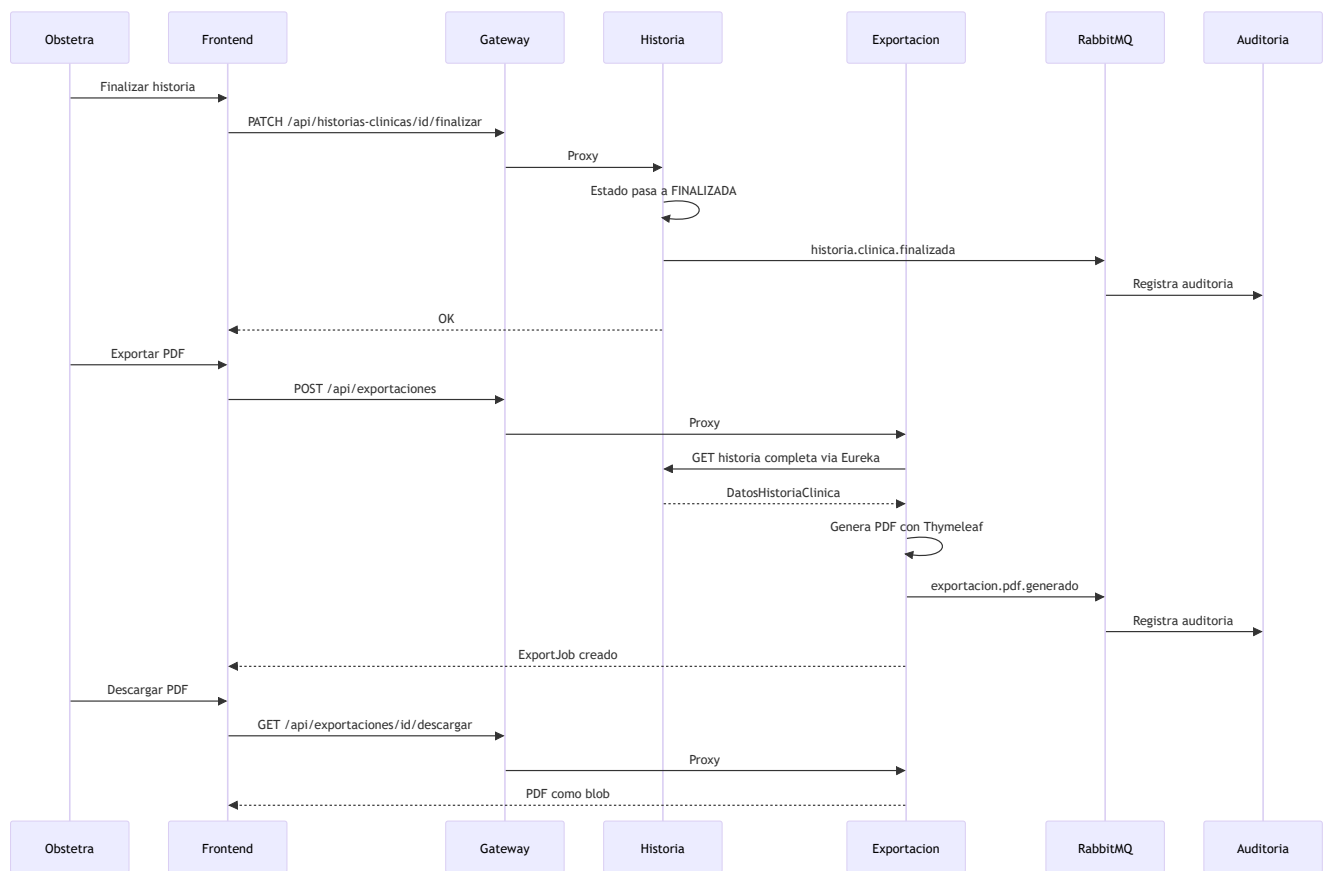 Obstetra
Frontend
Gateway
Historia
Exportacion
RabbitMQ
Auditoria
Finalizar historia
PATCH /api/historias-clinicas/id/finalizar
Proxy
Estado pasa a FINALIZADA
historia.clinica.finalizada
Registra auditoria
OK
Exportar PDF
POST /api/exportaciones
Proxy
GET historia completa via Eureka
DatosHistoriaClinica
Genera PDF con Thymeleaf
exportacion.pdf.generado
Registra auditoria
ExportJob creado
Descargar PDF
GET /api/exportaciones/id/descargar
Proxy
PDF como blob
Obstetra
Frontend
Gateway
Historia
Exportacion
RabbitMQ
Auditoria